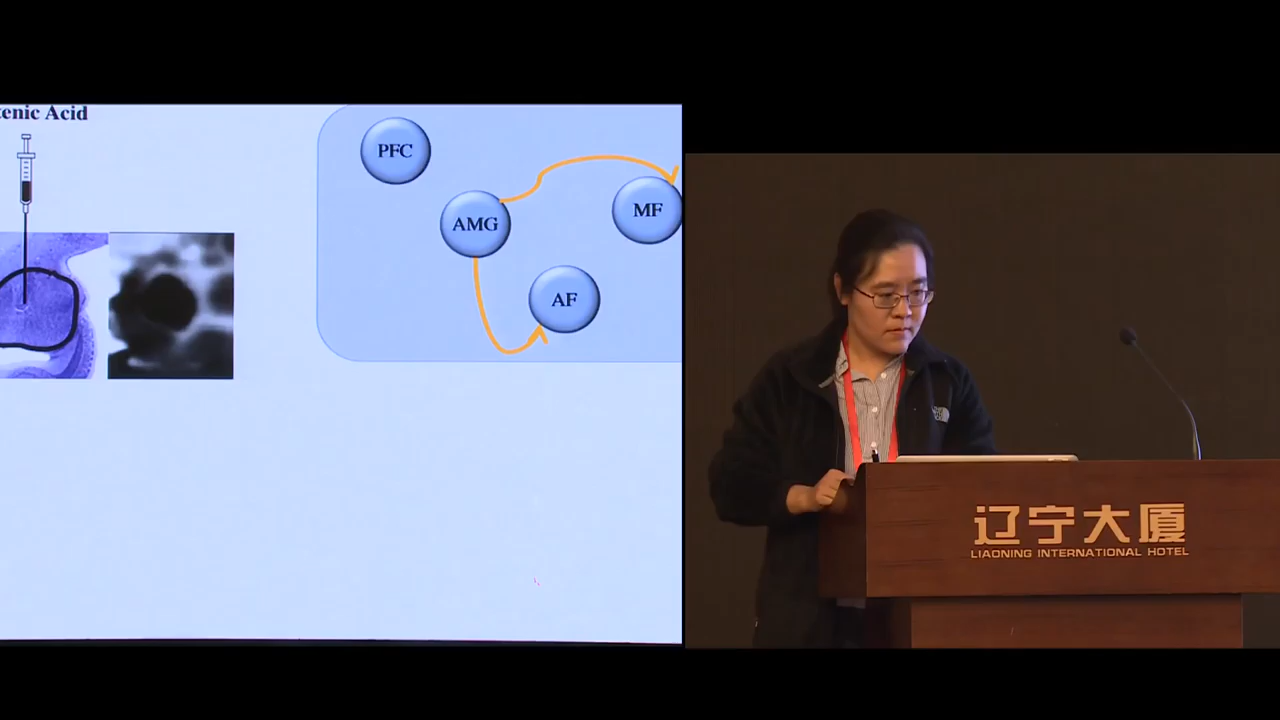 tenic Acid
PFC
AMG
MF
AF
辽宁大厦
LIAONING INTERNATIONAL HOTEL